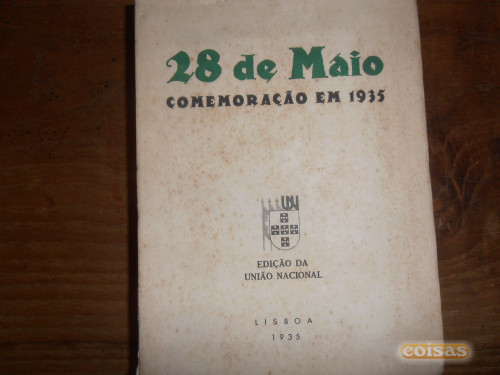 28 de Maio
COMEMORAÇÃO EM 1935
UN
EDIÇÃO DA
UNIÃO NACIONAL
LISBOA
1935
coisas